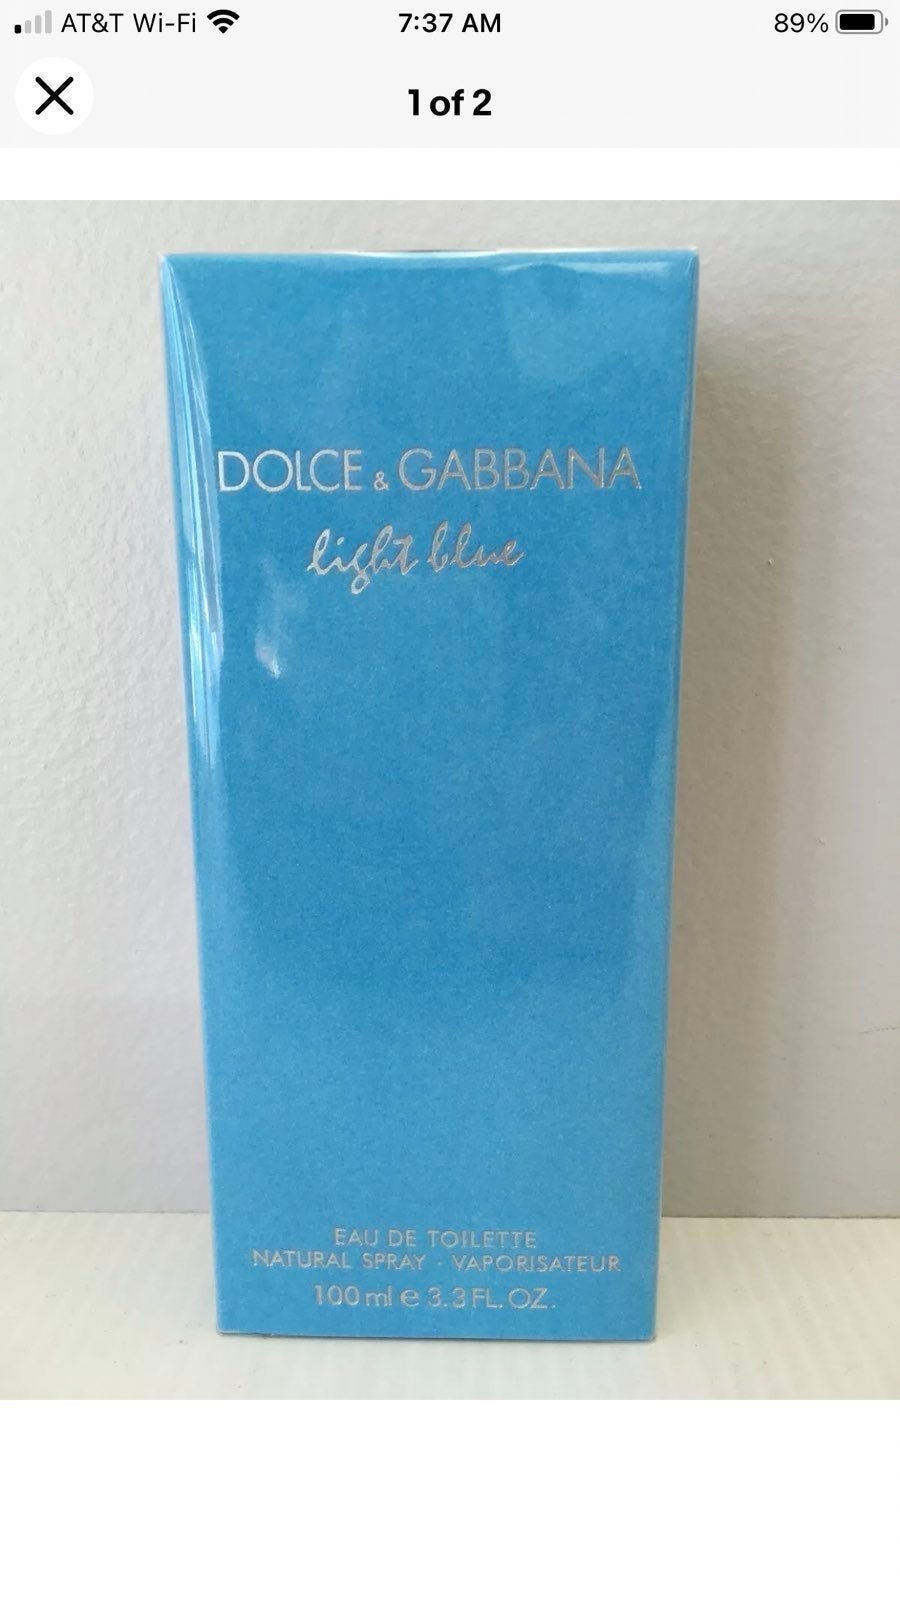 AT&T Wi-Fi 7:37 AM 89%
1 of 2
DOLCE & GABBANA
light blue
EAU DE TOILETTE
NATURAL SPRAY · VAPORISATEUR
100 ml e 3.3 FL. OZ.